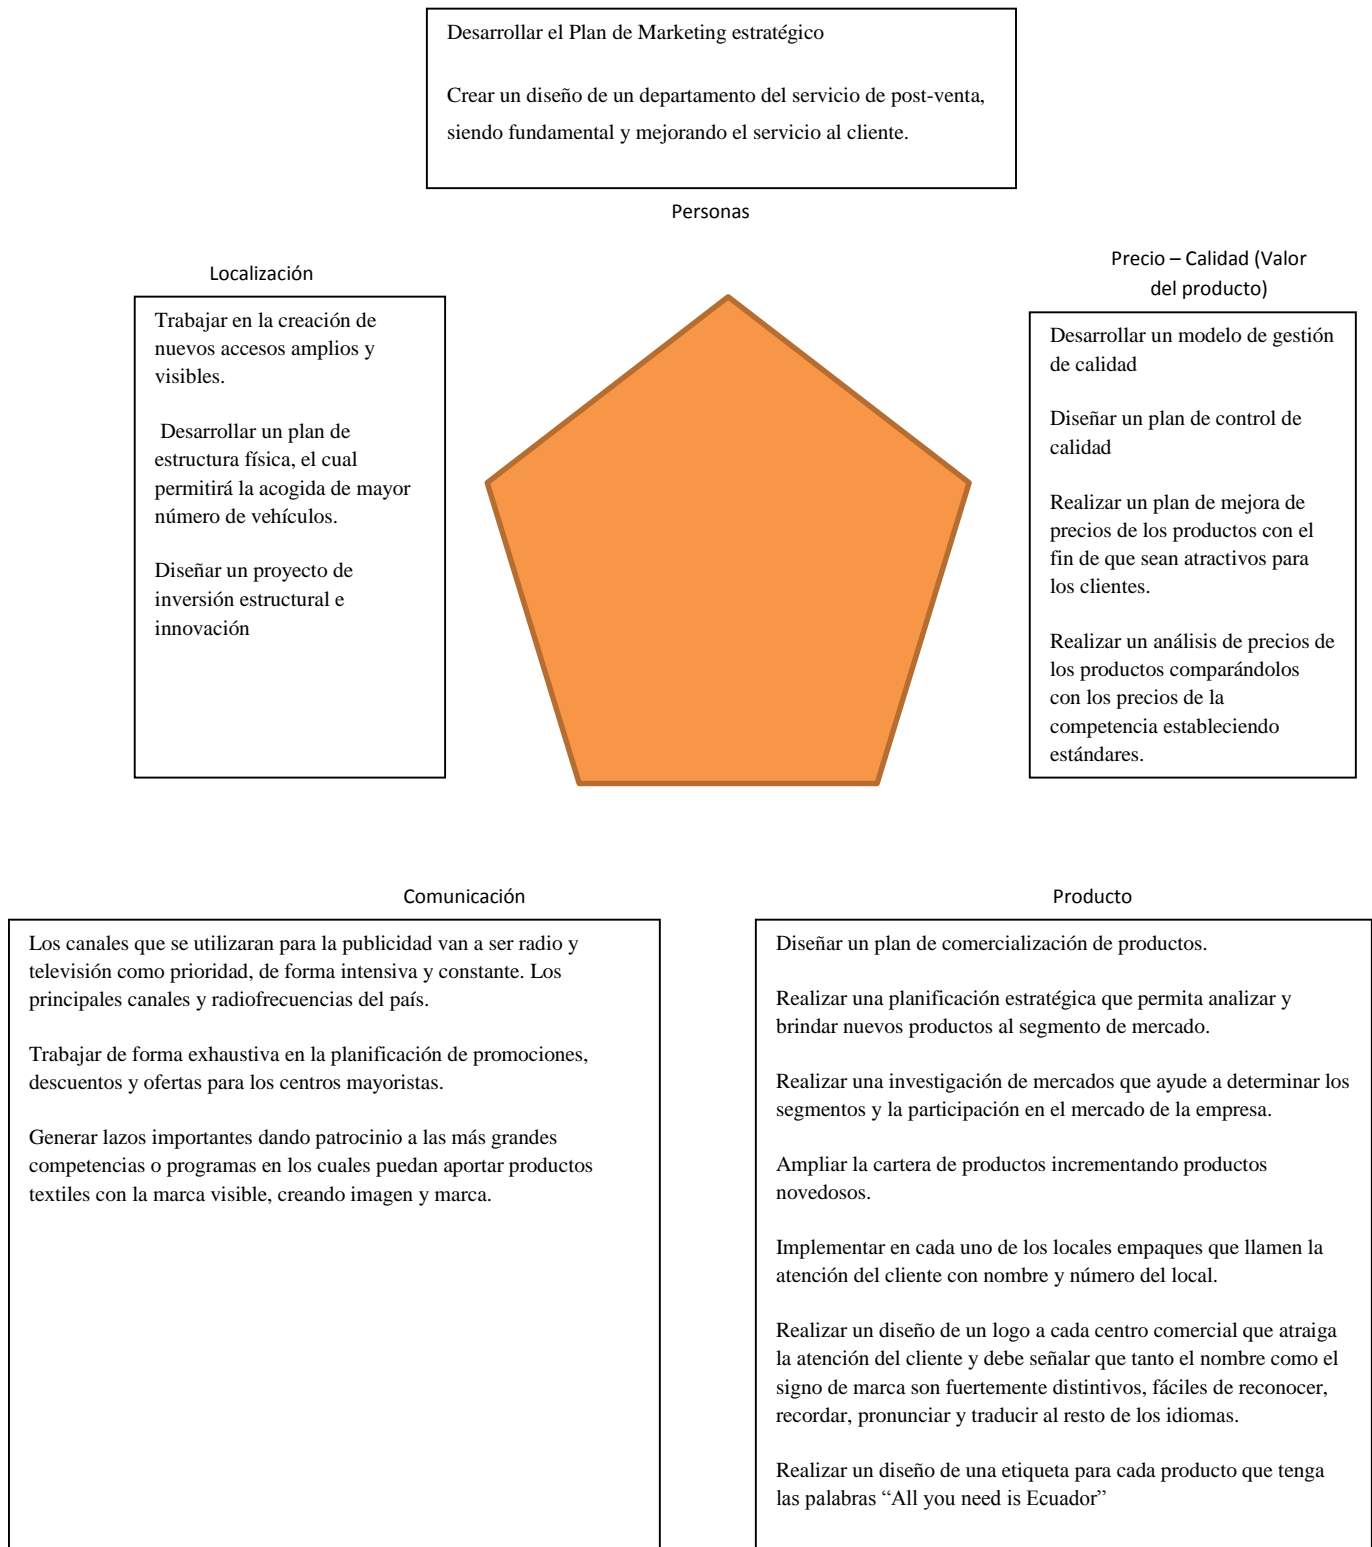 Desarrollar el Plan de Marketing estratégico
Crear un diseño de un departamento del servicio de post-venta,
siendo fundamental y mejorando el servicio al cliente.
Personas
Localización
Trabajar en la creación de
nuevos accesos amplios y
visibles.
Desarrollar un plan de
estructura física, el cual
permitirá la acogida de mayor
número de vehículos.
Diseñar un proyecto de
inversión estructural e
innovación
Precio – Calidad (Valor
del producto)
Desarrollar un modelo de gestión
de calidad
Diseñar un plan de control de
calidad
Realizar un plan de mejora de
precios de los productos con el
fin de que sean atractivos para
los clientes.
Realizar un análisis de precios de
los productos comparándolos
con los precios de la
competencia estableciendo
estándares.
Comunicación
Los canales que se utilizaran para la publicidad van a ser radio y
televisión como prioridad, de forma intensiva y constante. Los
principales canales y radiofrecuencias del país.
Trabajar de forma exhaustiva en la planificación de promociones,
descuentos y ofertas para los centros mayoristas.
Generar lazos importantes dando patrocinio a las más grandes
competencias o programas en los cuales puedan aportar productos
textiles con la marca visible, creando imagen y marca.
Producto
Diseñar un plan de comercialización de productos.
Realizar una planificación estratégica que permita analizar y
brindar nuevos productos al segmento de mercado.
Realizar una investigación de mercados que ayude a determinar los
segmentos y la participación en el mercado de la empresa.
Ampliar la cartera de productos incrementando productos
novedosos.
Implementar en cada uno de los locales empaques que llamen la
atención del cliente con nombre y número del local.
Realizar un diseño de un logo a cada centro comercial que atraiga
la atención del cliente y debe señalar que tanto el nombre como el
signo de marca son fuertemente distintivos, fáciles de reconocer,
recordar, pronunciar y traducir al resto de los idiomas.
Realizar un diseño de una etiqueta para cada producto que tenga
las palabras “All you need is Ecuador”